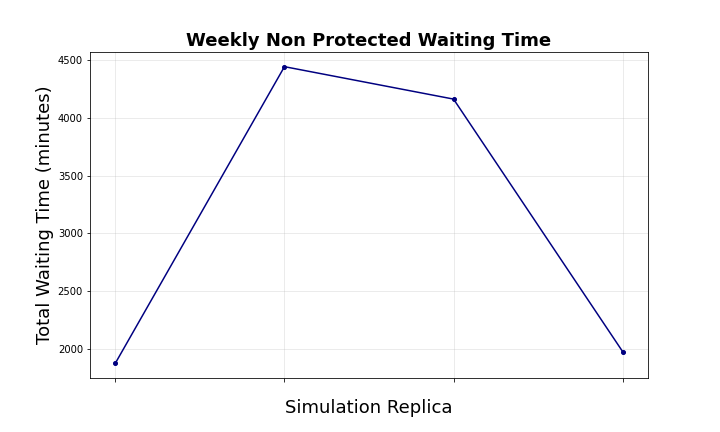 Weekly Non Protected Waiting Time
Total Waiting Time (minutes)
4500
4000
3500
3000
2500
2000
Simulation Replica